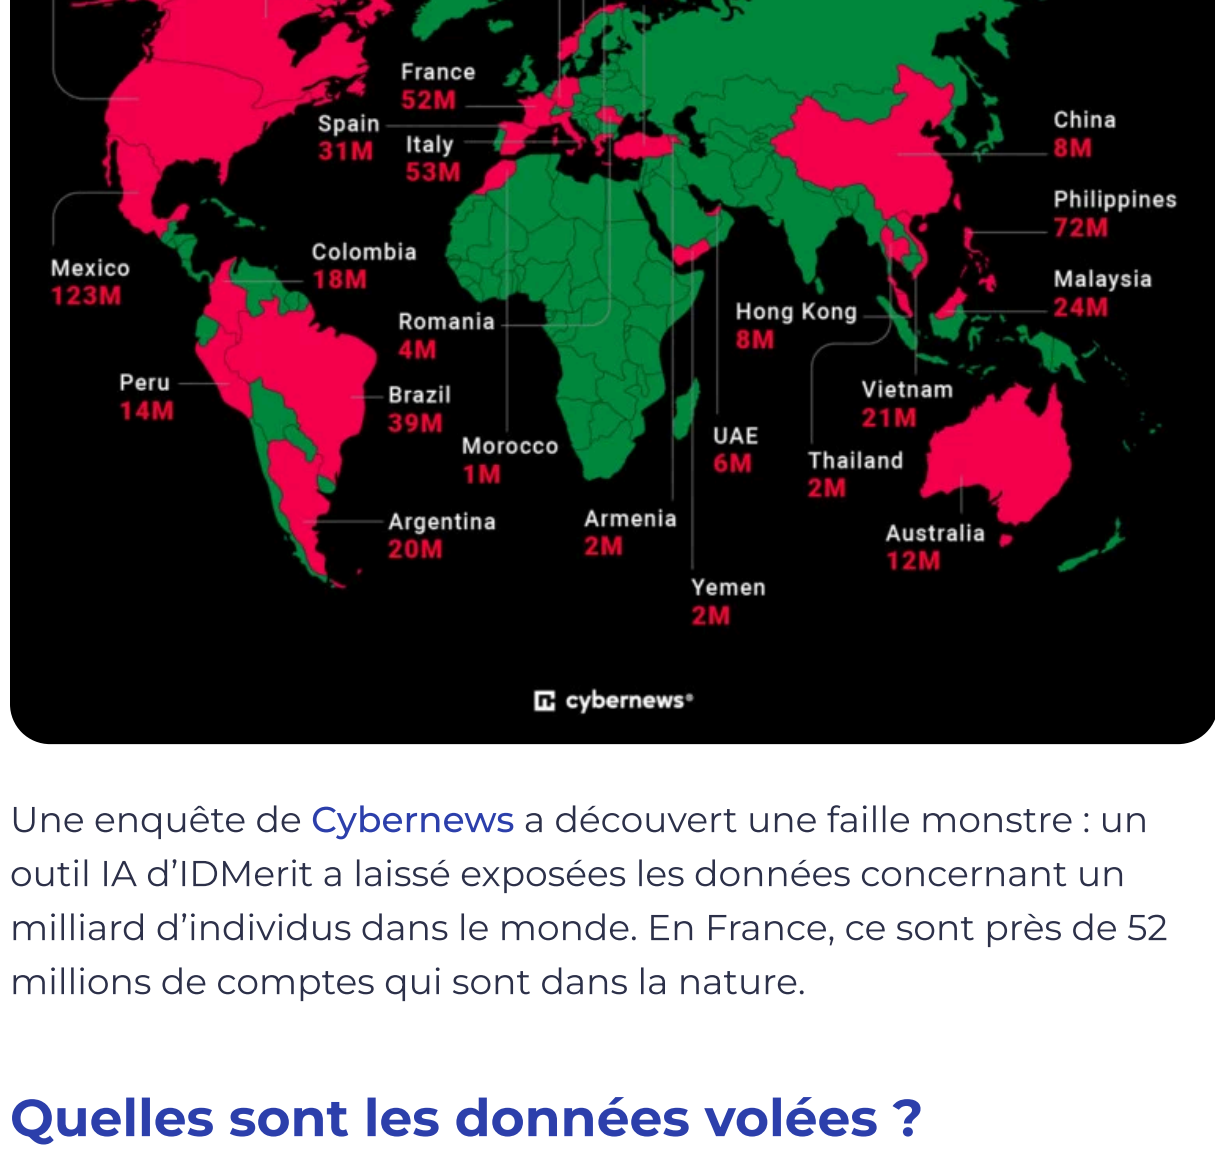 France
52M
Spain
31M
Italy
53M
China
8M
Philippines
72M
Mexico
123M
Colombia
18M
Malaysia
24M
Romania
4M
Hong Kong
8M
Peru
14M
Brazil
39M
Vietnam
21M
Morocco
1M
UAE
6M
Thailand
2M
Argentina
20M
Armenia
2M
Australia
12M
Yemen
2M
cybernews®
Une enquête de Cybernews a découvert une faille monstre : un
outil IA d’IDMerit a laissé exposées les données concernant un
milliard d’individus dans le monde. En France, ce sont près de 52
millions de comptes qui sont dans la nature.
Quelles sont les données volées ?